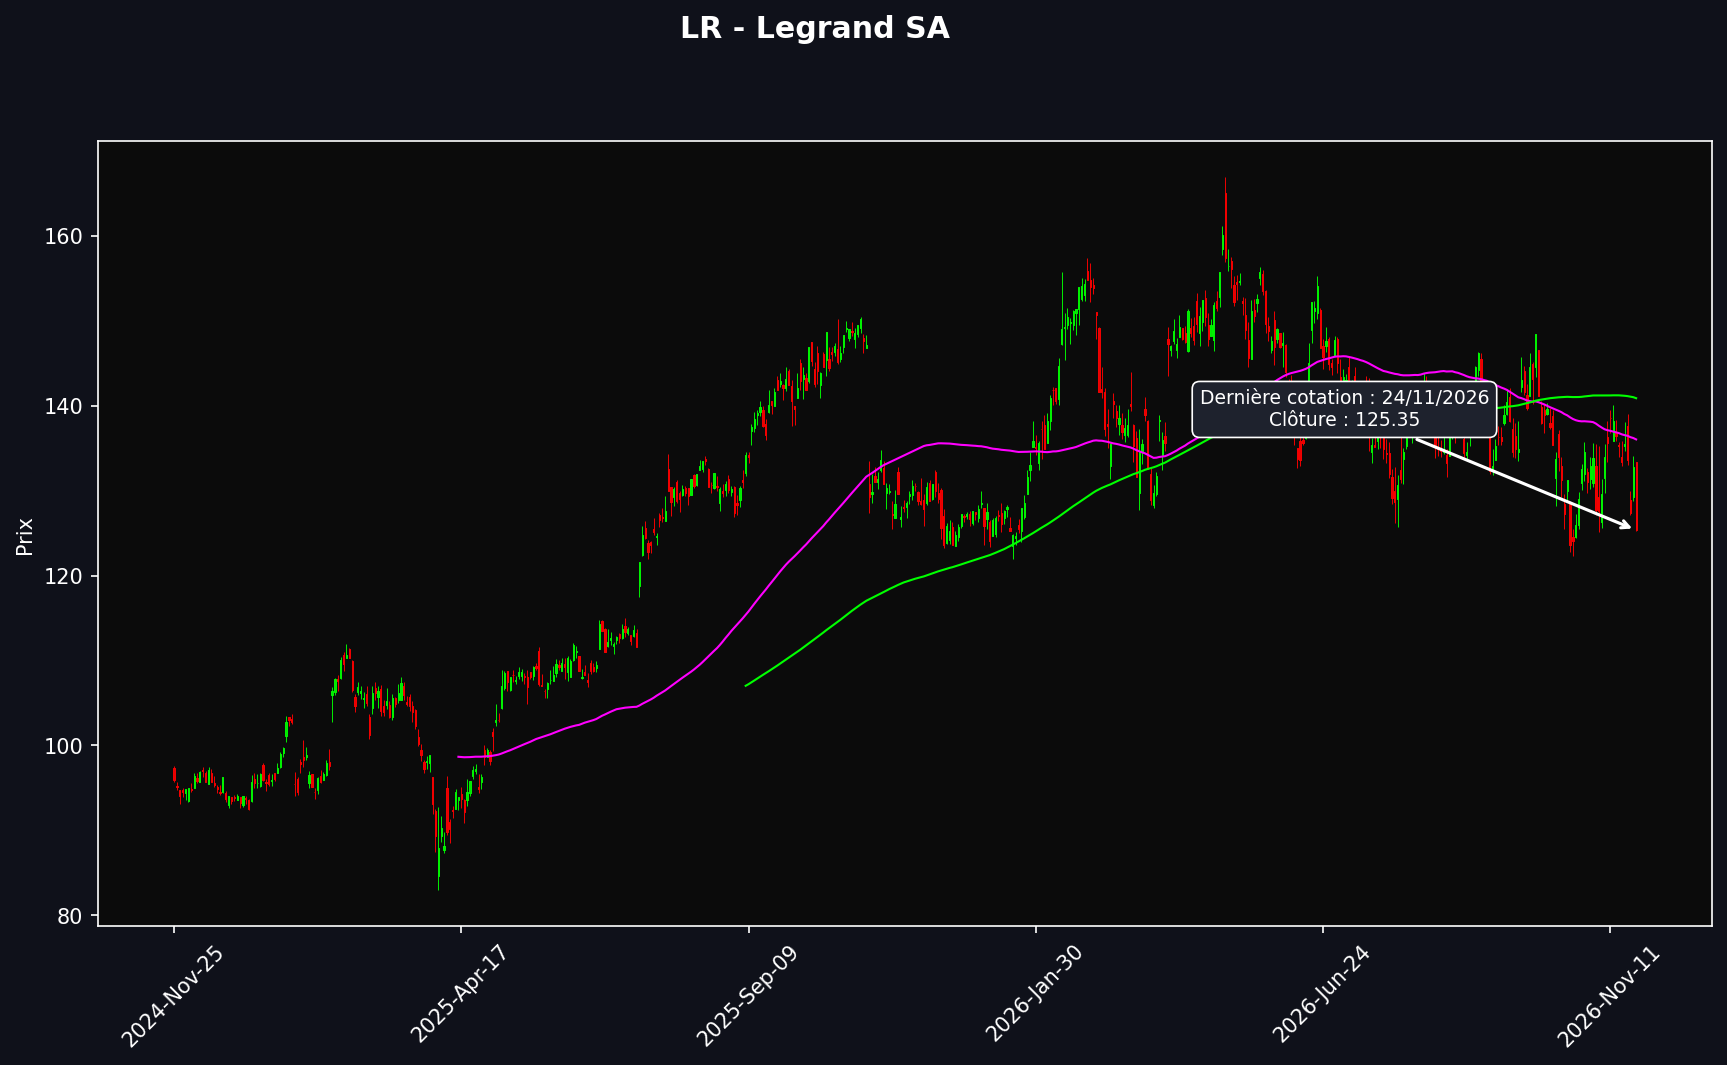 LR - Legrand SA
Prix
160
140
120
100
80
Dernière cotation : 24/11/2026
Clôture : 125.35
2024-Nov-25
2025-Apr-17
2025-Sep-09
2026-Jan-30
2026-Jun-24
2026-Nov-11